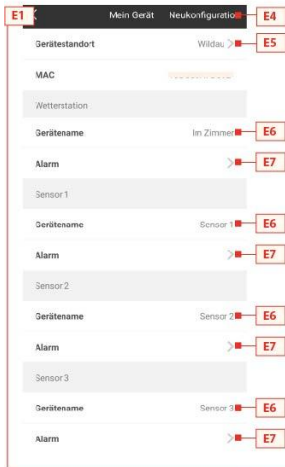 E1 Mein Gerät Neukonfiguratio E4
Gerätestandort Wildau E5
MAC
Wetterstation
Gerätename Im Zimmer E6
Alarm E7
Sensor 1
Gerätename Sensor 1 E6
Alarm E7
Sensor 2
Gerätename Sensor 2 E6
Alarm E7
Sensor 3
Gerätename Sensor 3 E6
Alarm E7